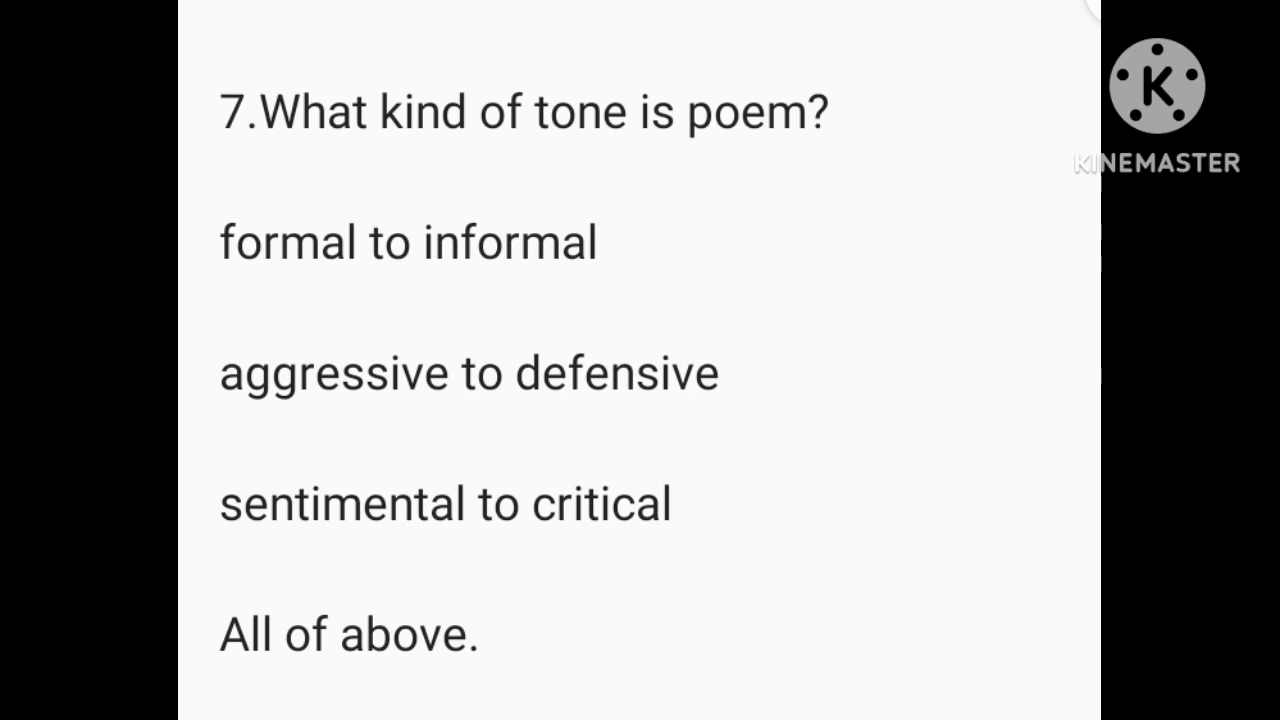 7.What kind of tone is poem?
K
KINEMASTER
formal to informal
aggressive to defensive
sentimental to critical
All of above.